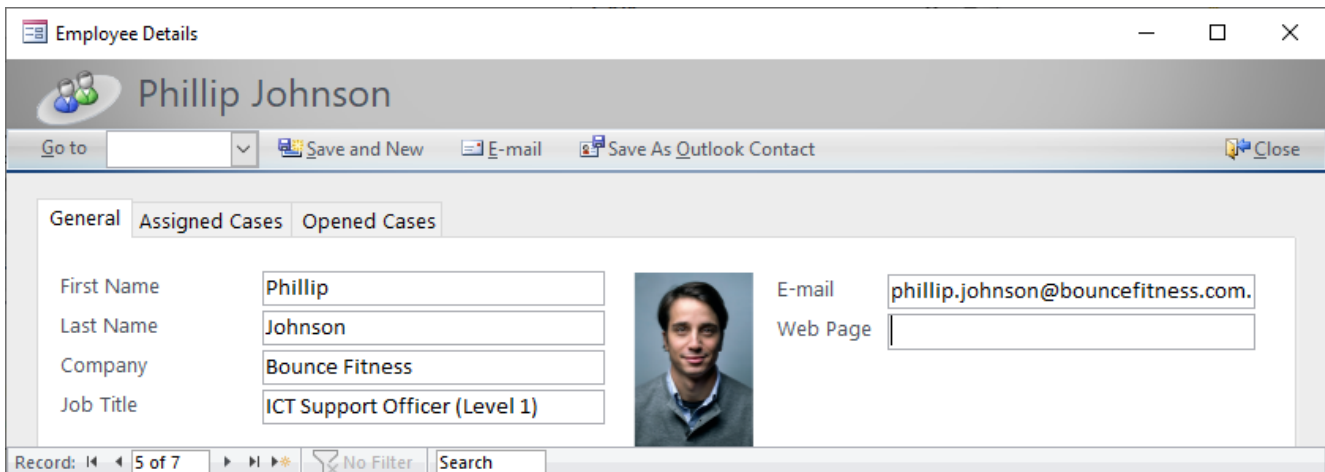 Employee Details
Phillip Johnson
Go to Save and New E-mail Save As Outlook Contact Close
General Assigned Cases Opened Cases
First Name Phillip
Last Name Johnson
Company Bounce Fitness
Job Title ICT Support Officer (Level 1)
E-mail phillip.johnson@bouncefitness.com.
Web Page
Record: 5 of 7 No Filter Search